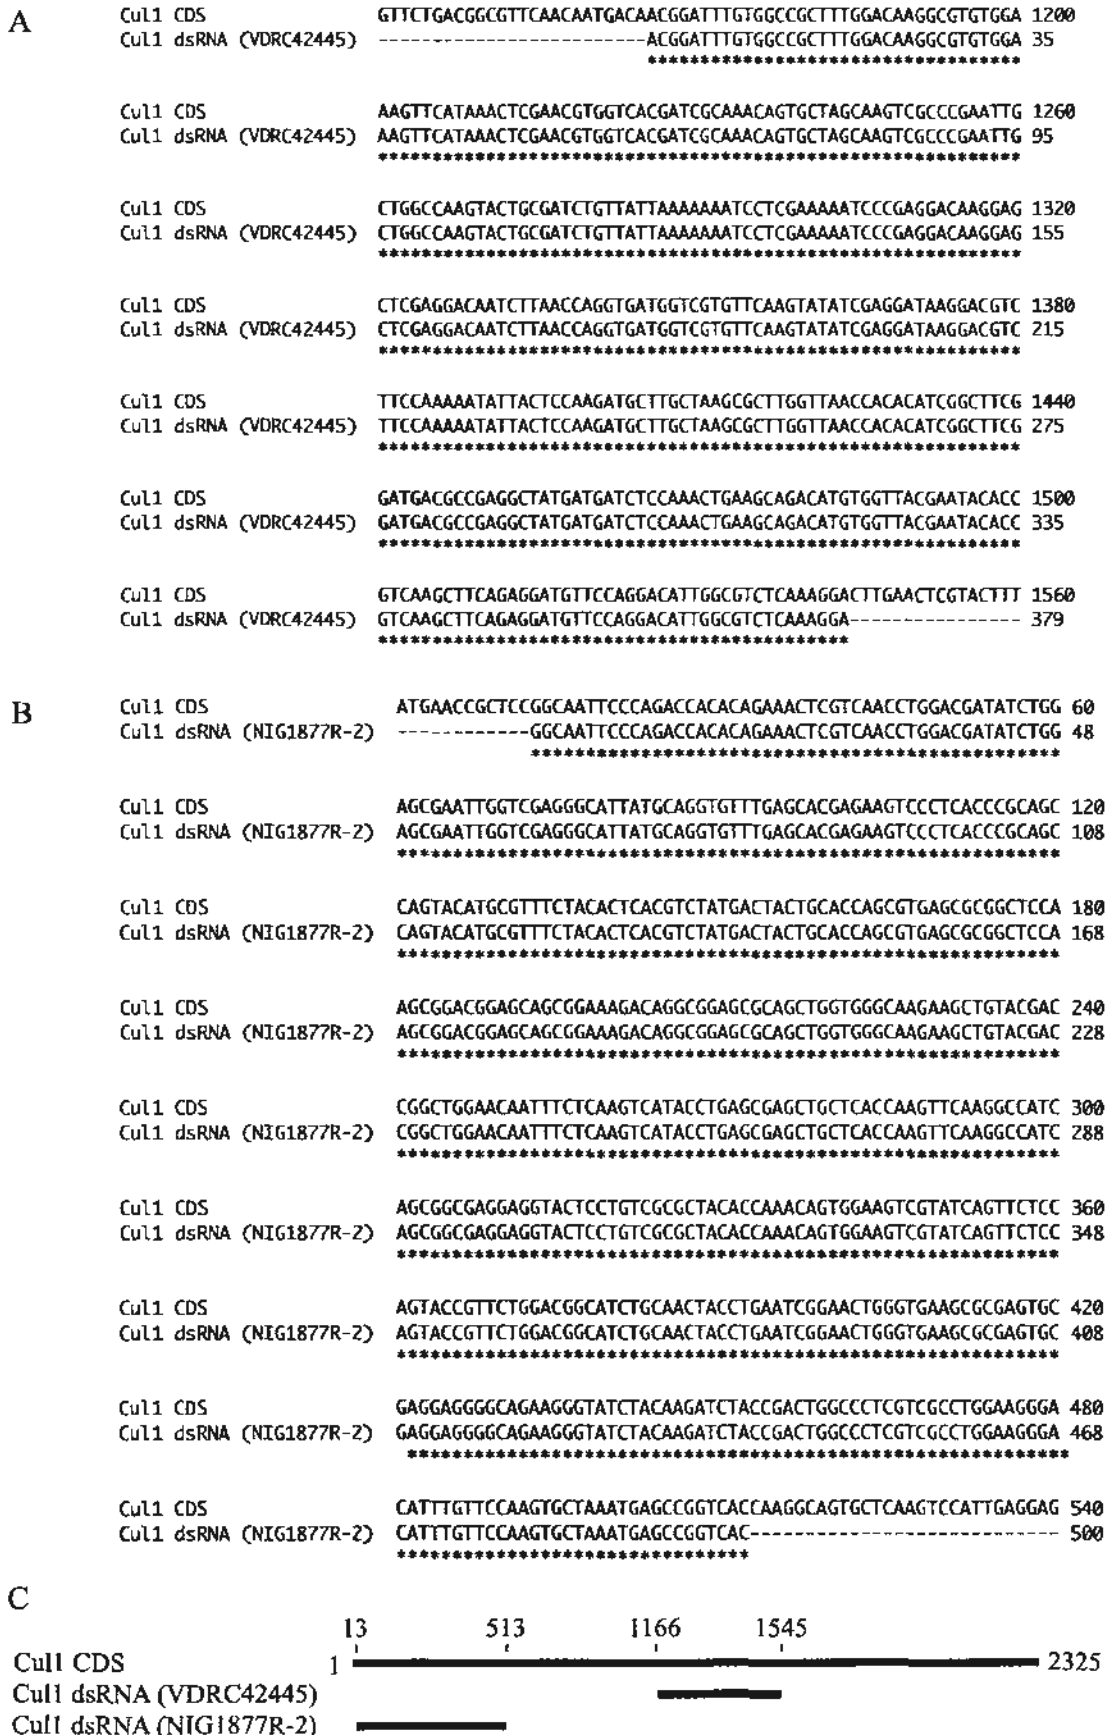 A
Cul1 CDS GTTCTGACGGCGTTCAACAATGACAACGGATTTGTGGCCGCTTTGGACAAGGCGTGTGGA 1200
Cul1 dsRNA (VDRC42445) -------------------------ACGGATTTGTGGCCGCTTTGGACAAGGCGTGTGGA 35
***********************************
Cul1 CDS AAGTTCATAAACTCGAACGTGGTCACGATCGCAAACAGTGCTAGCAAGTCGCCCGAATTG 1260
Cul1 dsRNA (VDRC42445) AAGTTCATAAACTCGAACGTGGTCACGATCGCAAACAGTGCTAGCAAGTCGCCCGAATTG 95
************************************************************
Cul1 CDS CTGGCCAAGTACTGCGATCTGTTATTAAAAAAATCCTCGAAAAATCCCGAGGACAAGGAG 1320
Cul1 dsRNA (VDRC42445) CTGGCCAAGTACTGCGATCTGTTATTAAAAAAATCCTCGAAAAATCCCGAGGACAAGGAG 155
************************************************************
Cul1 CDS CTCGAGGACAATCTTAACCAGGTGATGGTCGTGTTCAAGTATATCGAGGATAAGGACGTC 1380
Cul1 dsRNA (VDRC42445) CTCGAGGACAATCTTAACCAGGTGATGGTCGTGTTCAAGTATATCGAGGATAAGGACGTC 215
************************************************************
Cul1 CDS TTCCAAAAATATTACTCCAAGATGCTTGCTAAGCGCTTGGTTAACCACACATCGGCTTCG 1440
Cul1 dsRNA (VDRC42445) TTCCAAAAATATTACTCCAAGATGCTTGCTAAGCGCTTGGTTAACCACACATCGGCTTCG 275
************************************************************
Cul1 CDS GATGACGCCGAGGCTATGATGATCTCCAAACTGAAGCAGACATGTGGTTACGAATACACC 1500
Cul1 dsRNA (VDRC42445) GATGACGCCGAGGCTATGATGATCTCCAAACTGAAGCAGACATGTGGTTACGAATACACC 335
************************************************************
Cul1 CDS GTCAAGCTTCAGAGGATGTTCCAGGACATTGGCGTCTCAAAGGACTTGAACTCGTACTTT 1560
Cul1 dsRNA (VDRC42445) GTCAAGCTTCAGAGGATGTTCCAGGACATTGGCGTCTCAAAGGA---------------- 379
********************************************
B
Cul1 CDS ATGAACCGCTCCGGCAATTCCCAGACCACACAGAAACTCGTCAACCTGGACGATATCTGG 60
Cul1 dsRNA (NIG1877R-2) ------------GGCAATTCCCAGACCACACAGAAACTCGTCAACCTGGACGATATCTGG 48
************************************************
Cul1 CDS AGCGAATTGGTCGAGGGCATTATGCAGGTGTTTGAGCACGAGAAGTCCCTCACCCGCAGC 120
Cul1 dsRNA (NIG1877R-2) AGCGAATTGGTCGAGGGCATTATGCAGGTGTTTGAGCACGAGAAGTCCCTCACCCGCAGC 108
************************************************************
Cul1 CDS CAGTACATGCGTTTCTACACTCACGTCTATGACTACTGCACCAGCGTGAGCGCGGCTCCA 180
Cul1 dsRNA (NIG1877R-2) CAGTACATGCGTTTCTACACTCACGTCTATGACTACTGCACCAGCGTGAGCGCGGCTCCA 168
************************************************************
Cul1 CDS AGCGGACGGAGCAGCGGAAAGACAGGCGGAGCGCAGCTGGTGGGCAAGAAGCTGTACGAC 240
Cul1 dsRNA (NIG1877R-2) AGCGGACGGAGCAGCGGAAAGACAGGCGGAGCGCAGCTGGTGGGCAAGAAGCTGTACGAC 228
************************************************************
Cul1 CDS CGGCTGGAACAATTTCTCAAGTCATACCTGAGCGAGCTGCTCACCAAGTTCAAGGCCATC 300
Cul1 dsRNA (NIG1877R-2) CGGCTGGAACAATTTCTCAAGTCATACCTGAGCGAGCTGCTCACCAAGTTCAAGGCCATC 288
************************************************************
Cul1 CDS AGCGGCGAGGAGGTACTCCTGTCGCGCTACACCAAACAGTGGAAGTCGTATCAGTTCTCC 360
Cul1 dsRNA (NIG1877R-2) AGCGGCGAGGAGGTACTCCTGTCGCGCTACACCAAACAGTGGAAGTCGTATCAGTTCTCC 348
************************************************************
Cul1 CDS AGTACCGTTCTGGACGGCATCTGCAACTACCTGAATCGGAACTGGGTGAAGCGCGAGTGC 420
Cul1 dsRNA (NIG1877R-2) AGTACCGTTCTGGACGGCATCTGCAACTACCTGAATCGGAACTGGGTGAAGCGCGAGTGC 408
************************************************************
Cul1 CDS GAGGAGGGGCAGAAGGGTATCTACAAGATCTACCGACTGGCCCTCGTCGCCTGGAAGGGA 480
Cul1 dsRNA (NIG1877R-2) GAGGAGGGGCAGAAGGGTATCTACAAGATCTACCGACTGGCCCTCGTCGCCTGGAAGGGA 468
************************************************************
Cul1 CDS CATTTGTTCCAAGTGCTAAATGAGCCGGTCACCAAGGCAGTGCTCAAGTCCATTGAGGAG 540
Cul1 dsRNA (NIG1877R-2) CATTTGTTCCAAGTGCTAAATGAGCCGGTCAC---------------------------- 500
********************************
C
13 513 1166 1545
Cul1 CDS 1 2325
Cul1 dsRNA (VDRC42445)
Cul1 dsRNA (NIG1877R-2)